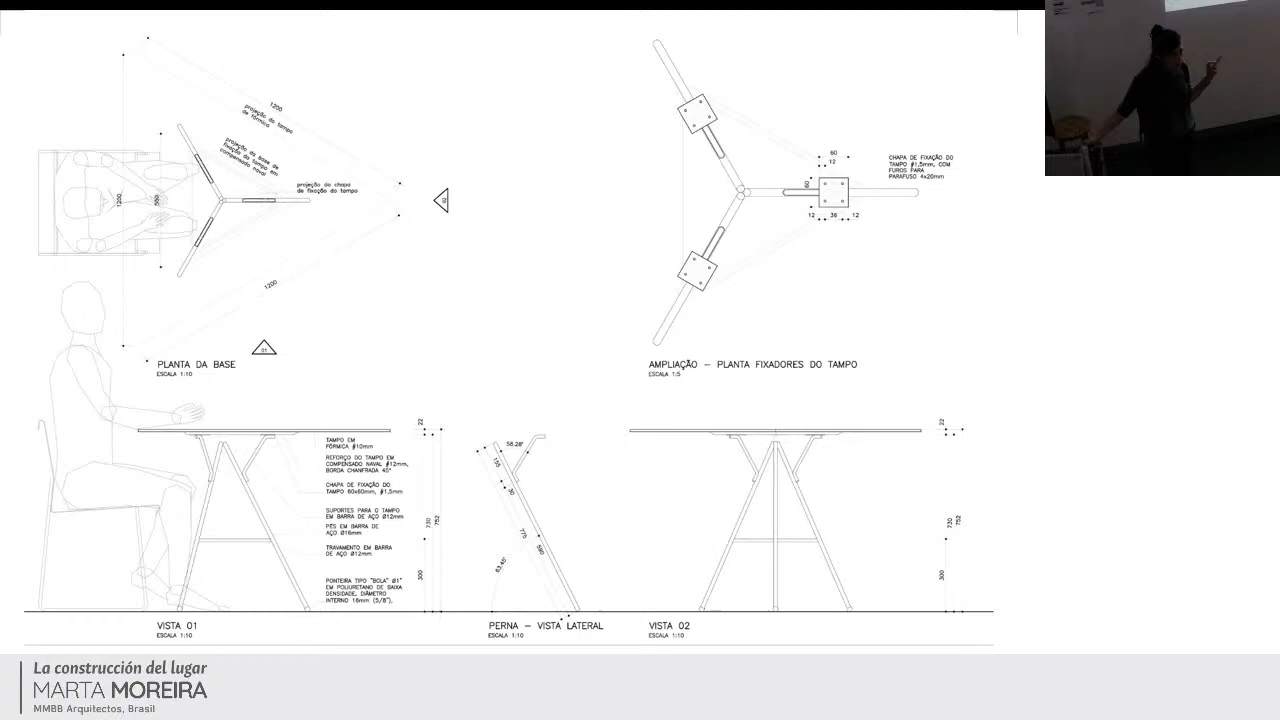 1200
projeção do tampo
de fórmica
projeção da base de
fixação do tampo em
compensado naval
projeção da chapa
de fixação do tampo
1200
550
02
1200
01
PLANTA DA BASE
ESCALA 1:10
60
12
60
12
36
12
CHAPA DE FIXAÇÃO DO
TAMPO #1,5mm, COM
FUROS PARA
PARAFUSO 4x20mm
AMPLIAÇÃO – PLANTA FIXADORES DO TAMPO
ESCALA 1:5
TAMPO EM
FÓRMICA #10mm
REFORÇO DO TAMPO EM
COMPENSADO NAVAL #12mm,
BORDA CHANFRADA 45°
CHAPA DE FIXAÇÃO DO
TAMPO 60x60mm, #1,5mm
SUPORTES PARA O TAMPO
EM BARRA DE AÇO Ø12mm
PÉS EM BARRA DE
AÇO Ø16mm
TRAVAMENTO EM BARRA
DE AÇO Ø12mm
PONTEIRA TIPO "BOLA" Ø1"
EM POLIURETANO DE BAIXA
DENSIDADE, DIÂMETRO
INTERNO 16mm (5/8").
22
730
752
300
VISTA 01
ESCALA 1:10
58.28°
155
30
775
590
63.45°
PERNA – VISTA LATERAL
ESCALA 1:10
22
730
752
300
VISTA 02
ESCALA 1:10
La construcción del lugar
MARTA MOREIRA
MMBB Arquitectos, Brasil